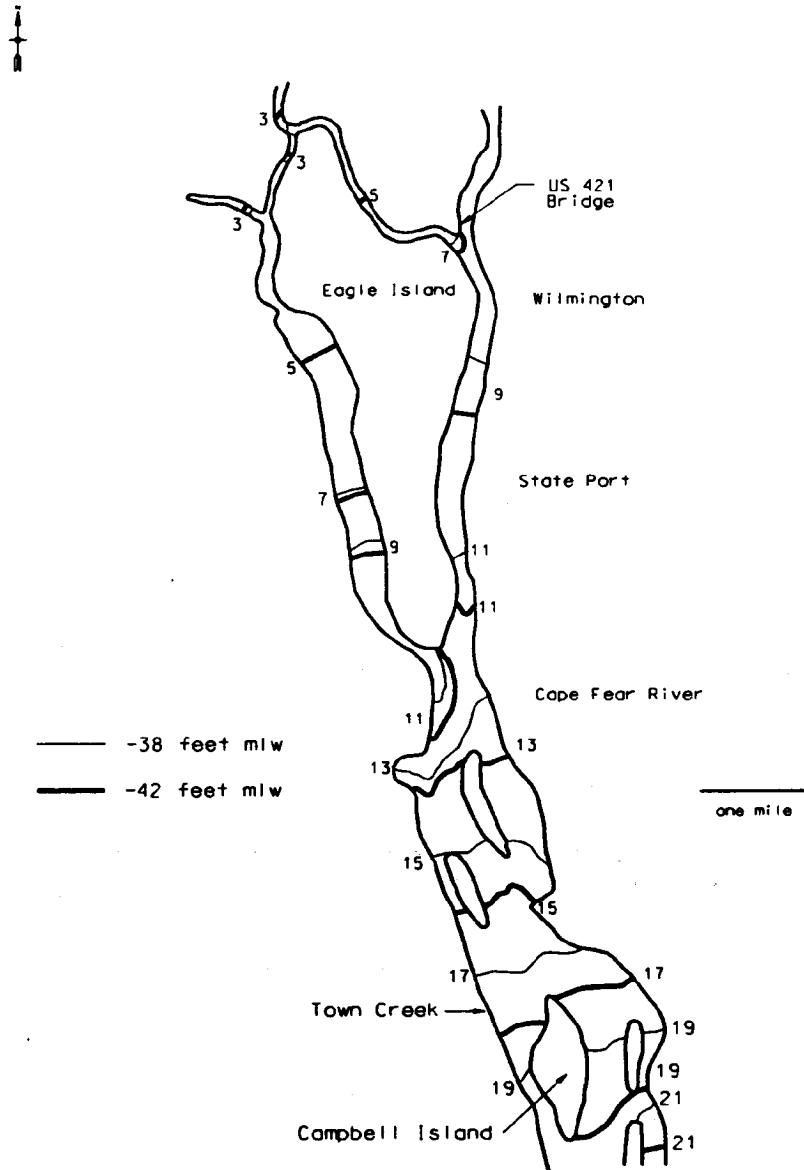 N
3
3
5
3
US 421
Bridge
7
Eagle Island
Wilmington
5
9
State Port
7
9
11
11
Cape Fear River
11
-38 feet mlw
13
13
-42 feet mlw
one mile
15
15
17
17
Town Creek
19
19
19
21
Campbell Island
21